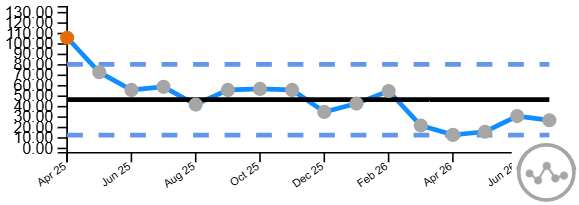 130.00
120.00
110.00
100.00
90.00
80.00
70.00
60.00
50.00
40.00
30.00
20.00
10.00
0.00
Apr 25
Jun 25
Aug 25
Oct 25
Dec 25
Feb 26
Apr 26
Jun 26